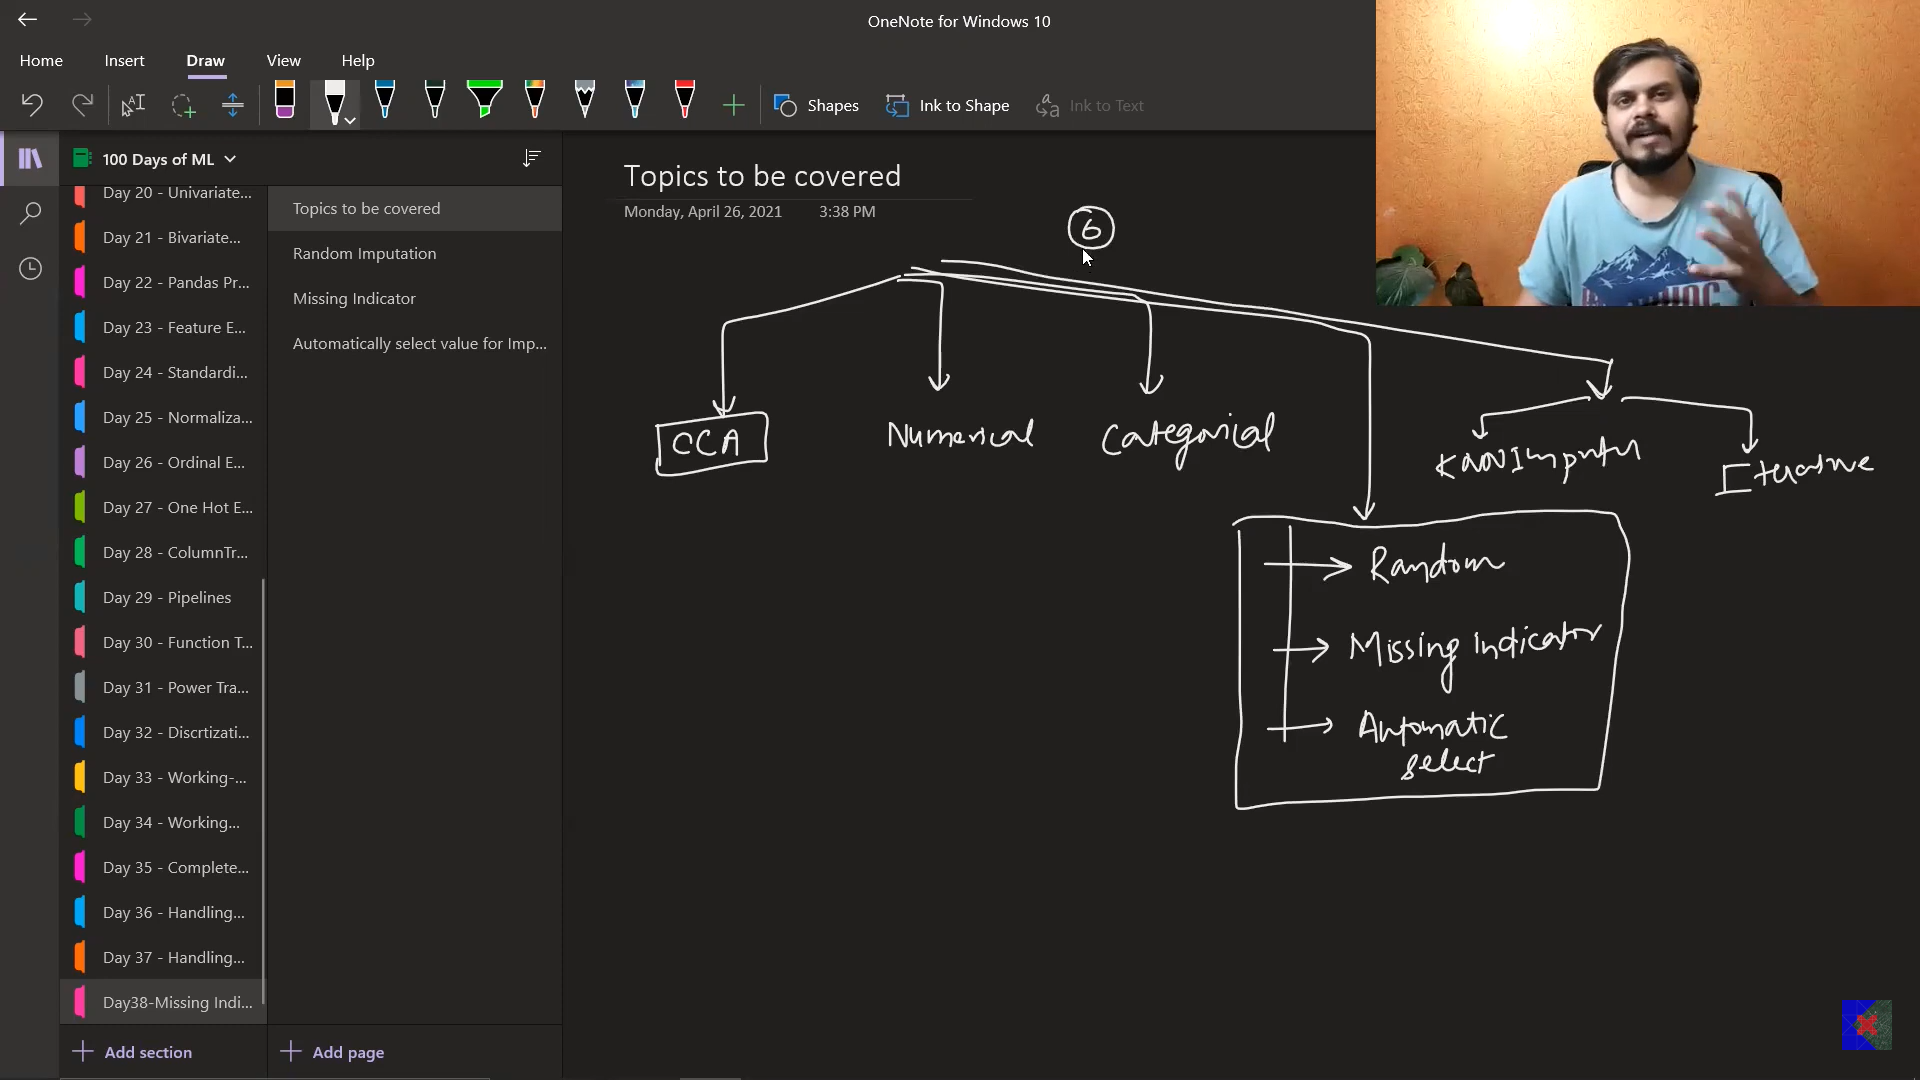 OneNote for Windows 10
Home Insert Draw View Help
Shapes Ink to Shape Ink to Text
100 Days of ML
Day 20 - Univariate...
Day 21 - Bivariate...
Day 22 - Pandas Pr...
Day 23 - Feature E...
Day 24 - Standardi...
Day 25 - Normaliza...
Day 26 - Ordinal E...
Day 27 - One Hot E...
Day 28 - ColumnTr...
Day 29 - Pipelines
Day 30 - Function T...
Day 31 - Power Tra...
Day 32 - Discrtizati...
Day 33 - Working-...
Day 34 - Working...
Day 35 - Complete...
Day 36 - Handling...
Day 37 - Handling...
Day38-Missing Indi...
Add section
Topics to be covered
Random Imputation
Missing Indicator
Automatically select value for Imp...
Add page
Topics to be covered
Monday, April 26, 2021 3:38 PM
6
CCA Numerical Categorical
KNNImputer Iterative
Random
Missing Indicator
Automatic
select